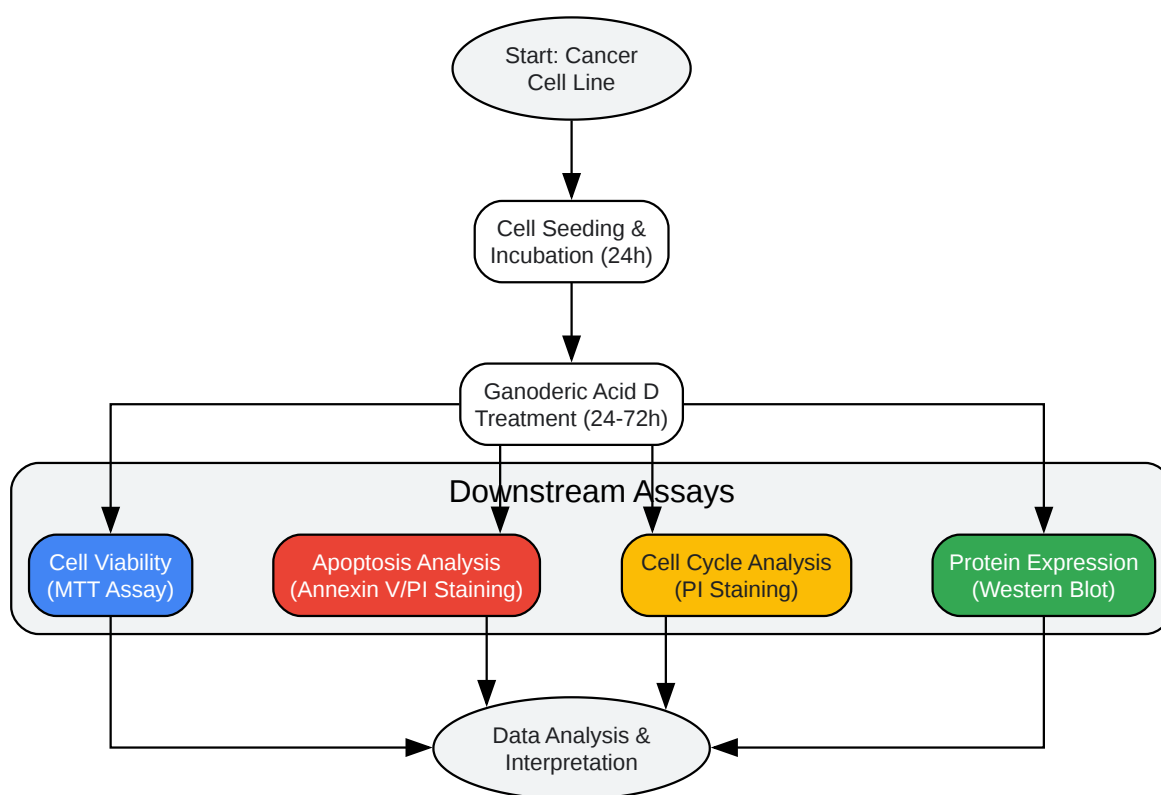 Start: Cancer
Cell Line
Cell Seeding &
Incubation (24h)
Ganoderic Acid D
Treatment (24-72h)
Downstream Assays
Cell Viability
(MTT Assay)
Apoptosis Analysis
(Annexin V/PI Staining)
Cell Cycle Analysis
(PI Staining)
Protein Expression
(Western Blot)
Data Analysis &
Interpretation